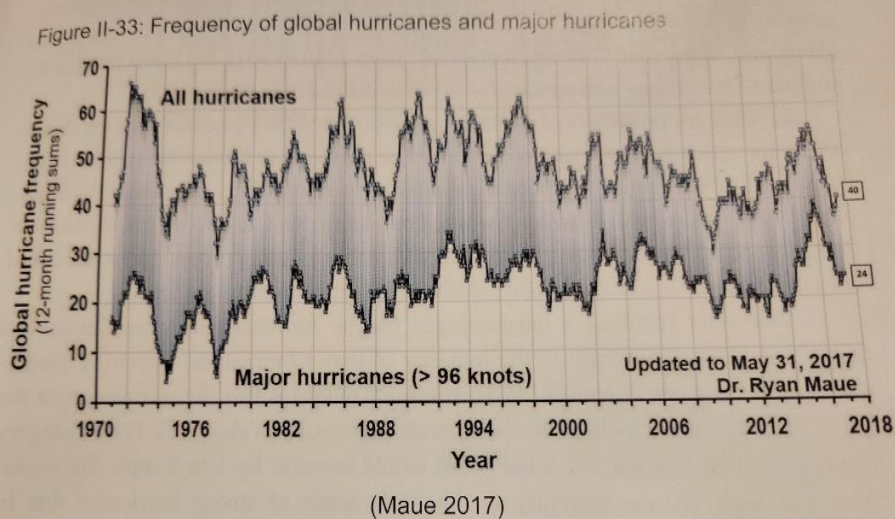 Figure II-33: Frequency of global hurricanes and major hurricanes
Global hurricane frequency
(12-month running sums)
70
60
50
40
30
20
10
0
All hurricanes
40
24
Major hurricanes (> 96 knots)
Updated to May 31, 2017
Dr. Ryan Maue
1970 1976 1982 1988 1994 2000 2006 2012 2018
Year
(Maue 2017)